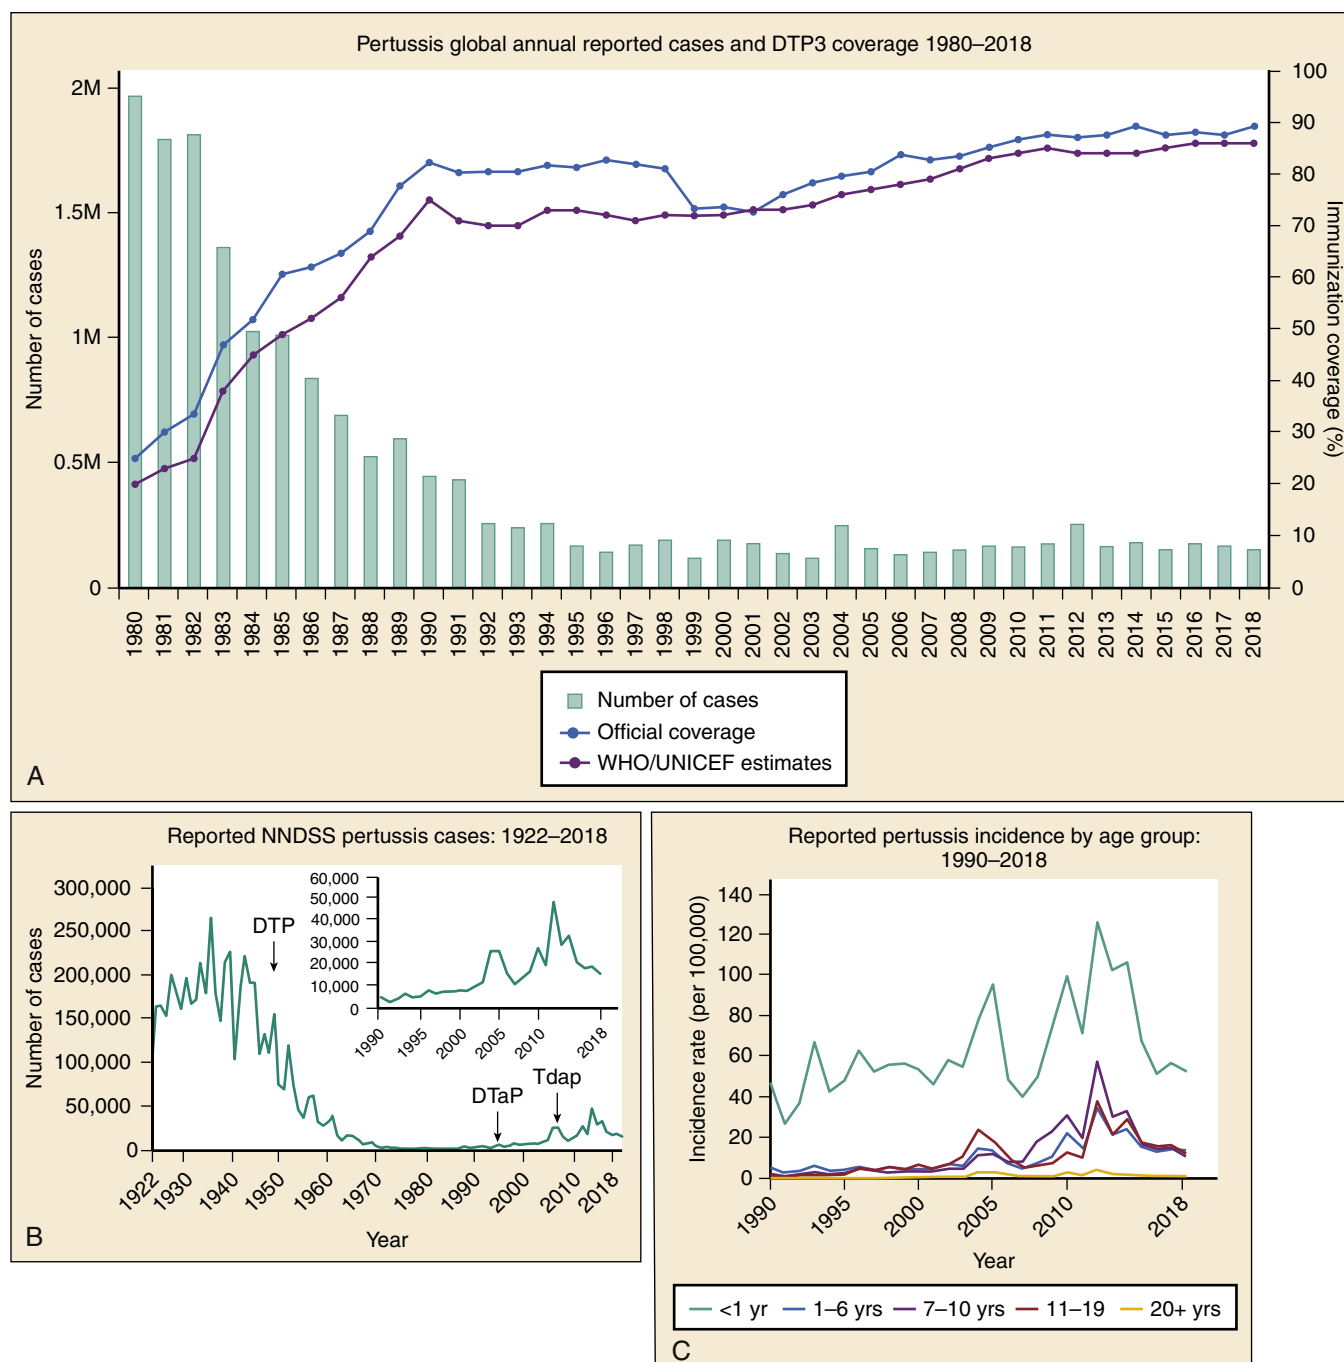 Pertussis global annual reported cases and DTP3 coverage 1980–2018
2M
1.5M
1M
0.5M
0
Number of cases
100
90
80
70
60
50
40
30
20
10
0
Immunization coverage (%)
1980 1981 1982 1983 1984 1985 1986 1987 1988 1989 1990 1991 1992 1993 1994 1995 1996 1997 1998 1999 2000 2001 2002 2003 2004 2005 2006 2007 2008 2009 2010 2011 2012 2013 2014 2015 2016 2017 2018
Number of cases
Official coverage
WHO/UNICEF estimates
A
Reported NNDSS pertussis cases: 1922–2018
300,000
250,000
200,000
150,000
100,000
50,000
0
Number of cases
DTP
DTaP
Tdap
60,000
50,000
40,000
30,000
20,000
10,000
0
1990 1995 2000 2005 2010 2018
1922 1930 1940 1950 1960 1970 1980 1990 2000 2010 2018
Year
B
Reported pertussis incidence by age group:
1990–2018
140
120
100
80
60
40
20
0
Incidence rate (per 100,000)
1990 1995 2000 2005 2010 2018
Year
<1 yr 1–6 yrs 7–10 yrs 11–19 20+ yrs
C